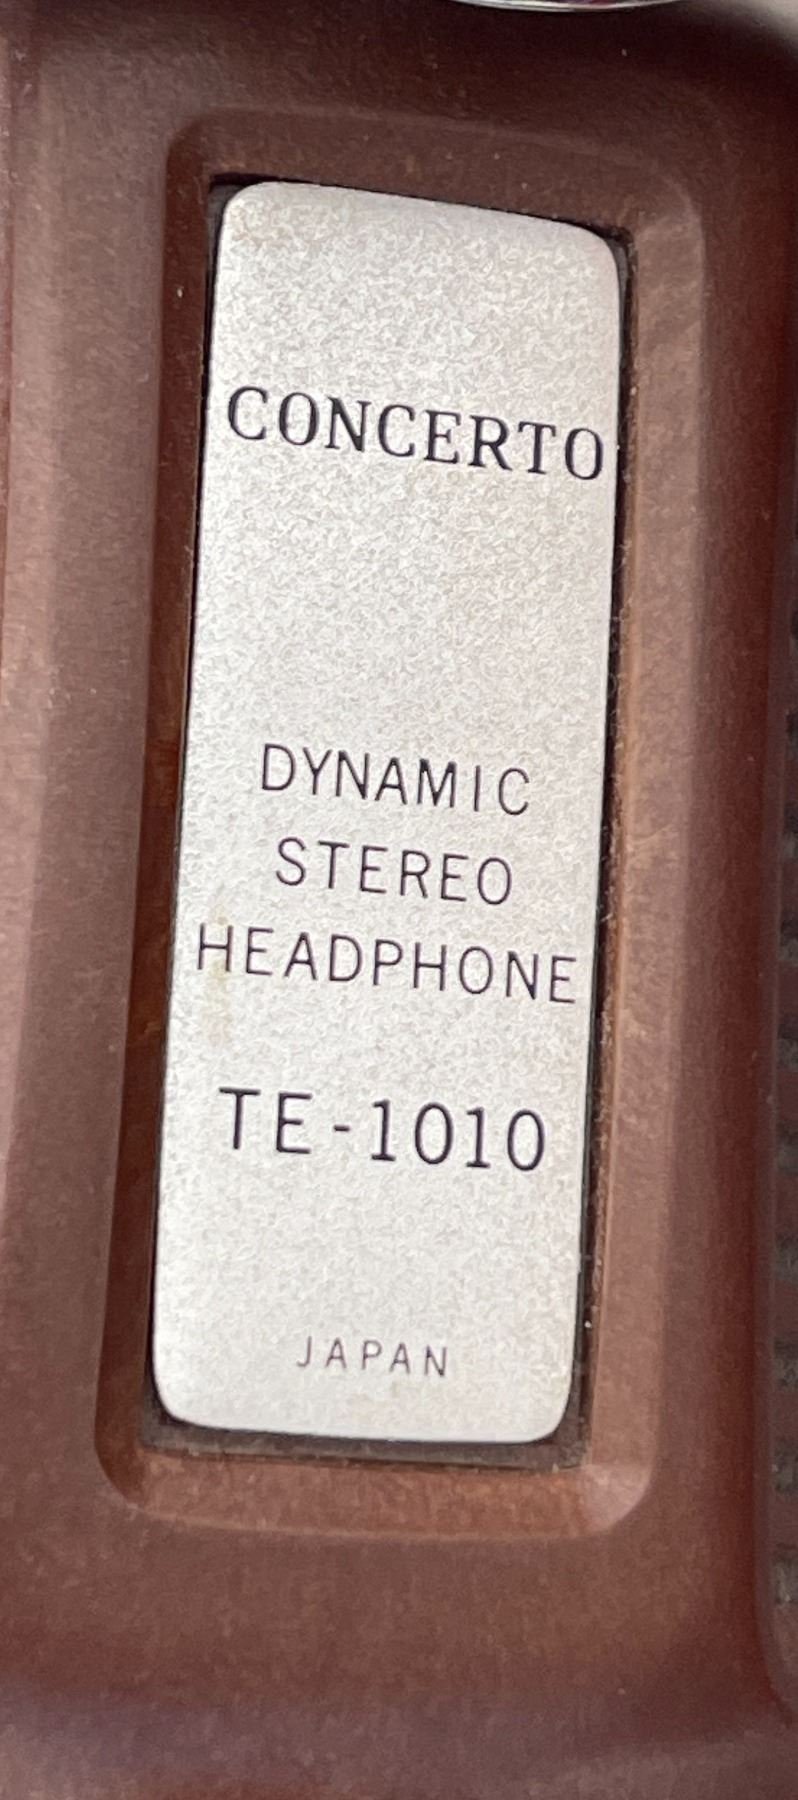 CONCERTO
DYNAMIC
STEREO
HEADPHONE
TE-1010
JAPAN